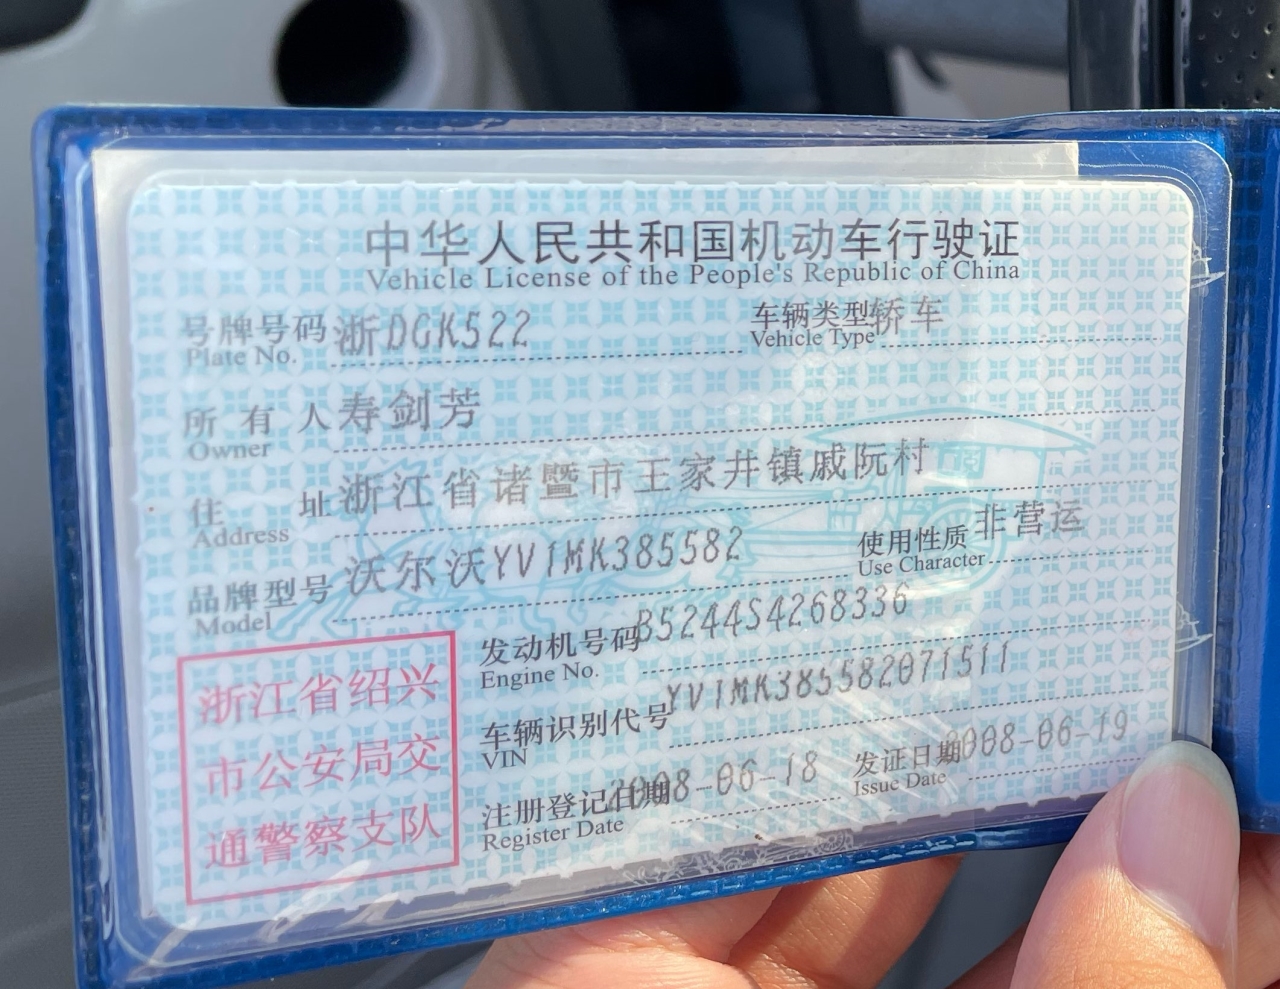 中华人民共和国机动车行驶证
Vehicle License of the People's Republic of China
号牌号码 浙DGK522 车辆类型 轿车
Plate No. Vehicle Type
所有人 寿剑芳
Owner
住址 浙江省诸暨市王家井镇戚阮村
Address
品牌型号 沃尔沃YV1MK385582 使用性质 非营运
Model Use Character
发动机号码 B5244S4268336
Engine No.
车辆识别代号 YV1MK385582071511
VIN
注册登记日期 2008-06-18 发证日期 2008-06-19
Register Date Issue Date
浙江省绍兴
市公安局交
通警察支队